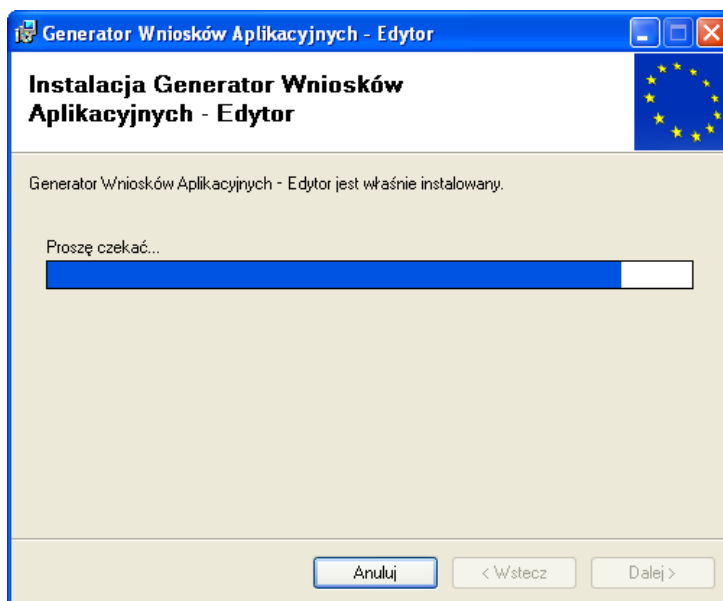 Generator Wniosków Aplikacyjnych - Edytor
Instalacja Generator Wniosków
Aplikacyjnych - Edytor
Generator Wniosków Aplikacyjnych - Edytor jest właśnie instalowany.
Proszę czekać...
Anuluj
< Wstecz
Dalej >